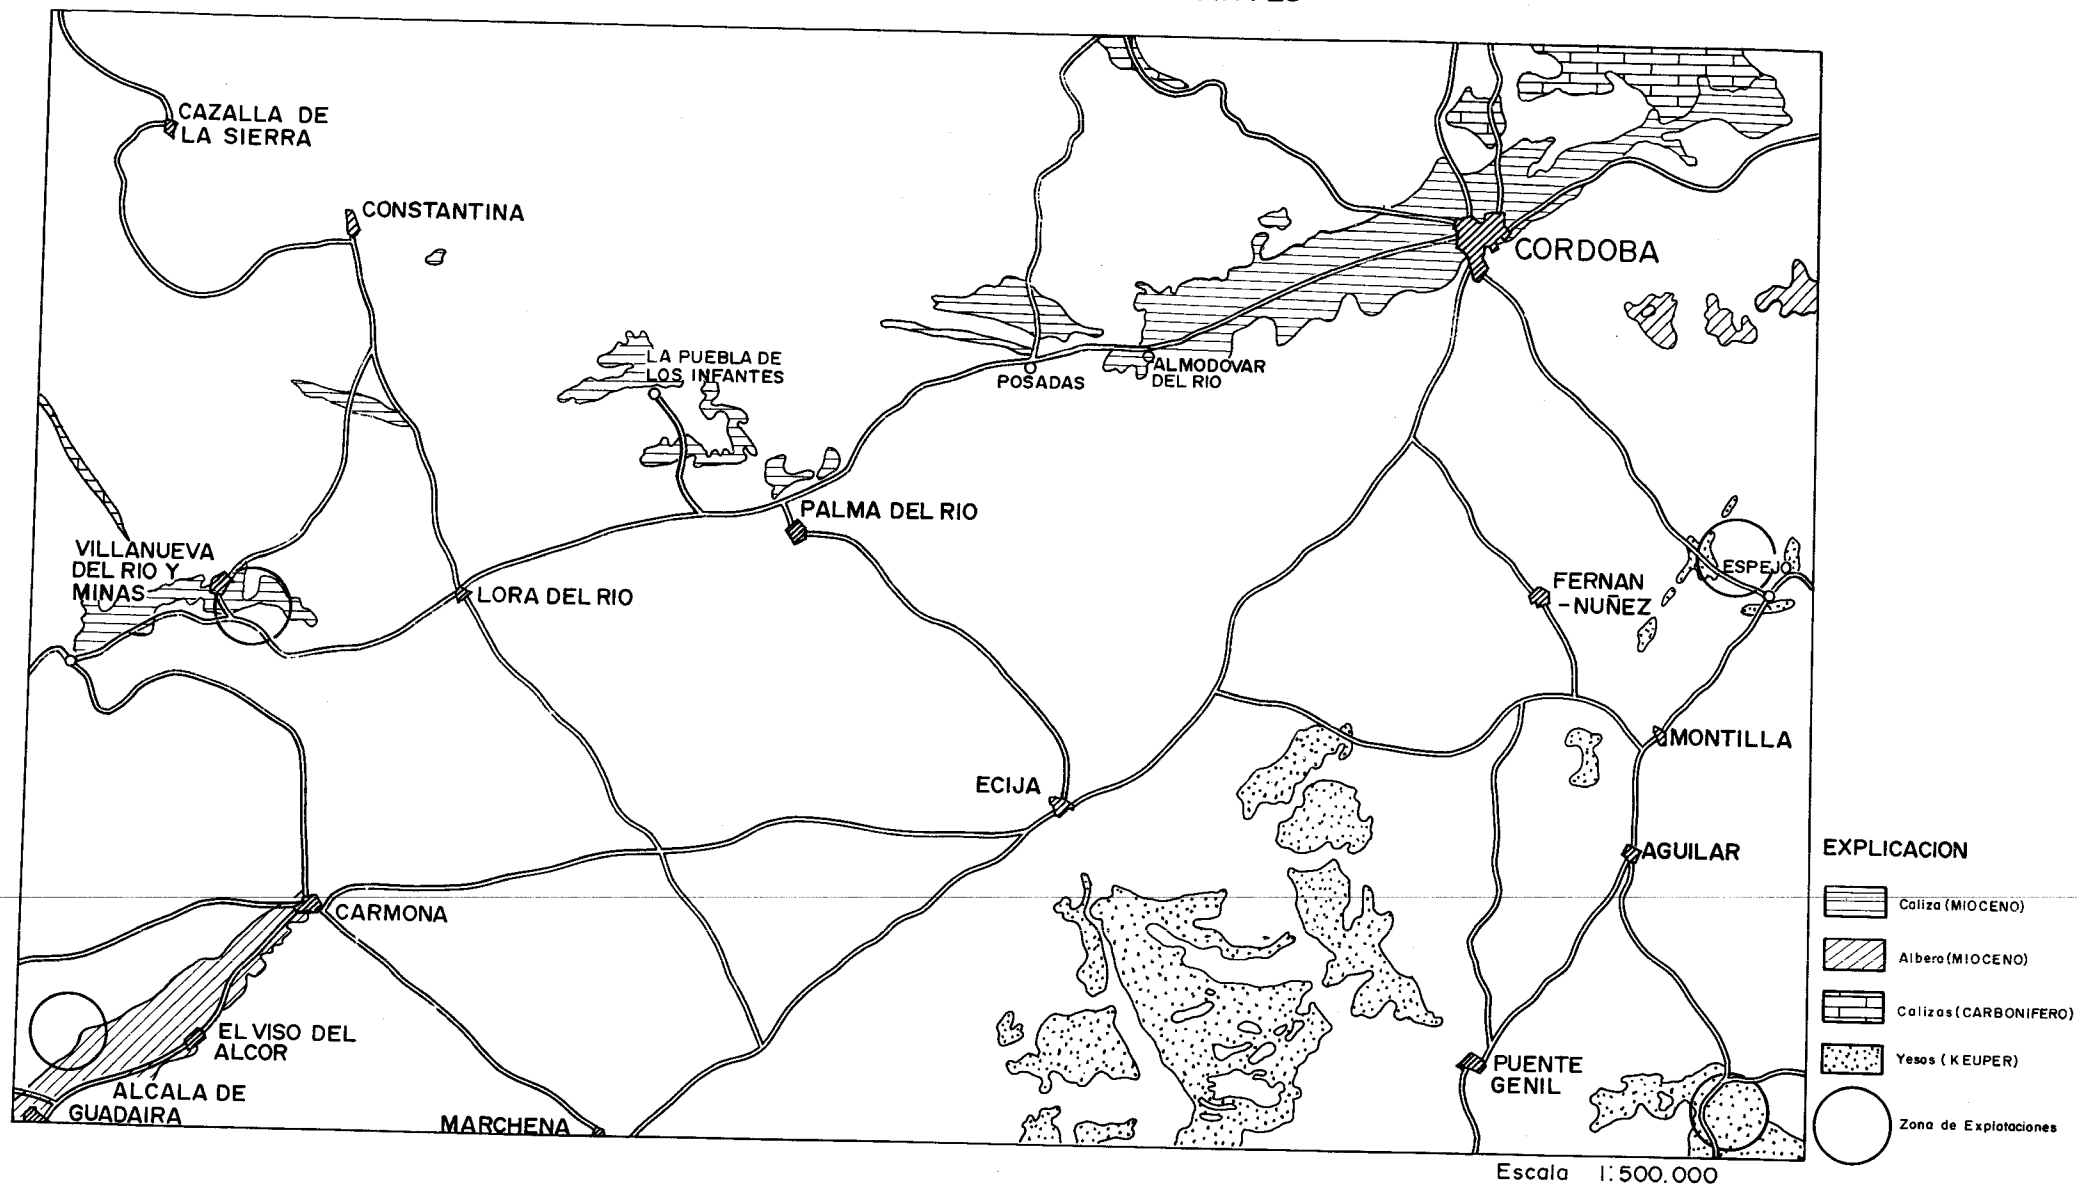 CAZALLA DE
LA SIERRA
CONSTANTINA
CORDOBA
LA PUEBLA DE
LOS INFANTES
POSADAS
ALMODOVAR
DEL RIO
PALMA DEL RIO
VILLANUEVA
DEL RIO Y
MINAS
LORA DEL RIO
ESPEJO
FERNAN
-NUÑEZ
MONTILLA
ECIJA
AGUILAR
CARMONA
EL VISO DEL
ALCOR
ALCALA DE
GUADAIRA
MARCHENA
PUENTE
GENIL
EXPLICACION
Caliza (MIOCENO)
Albero (MIOCENO)
Calizas (CARBONIFERO)
Yesos (KEUPER)
Zona de Explotaciones
Escala 1:500.000